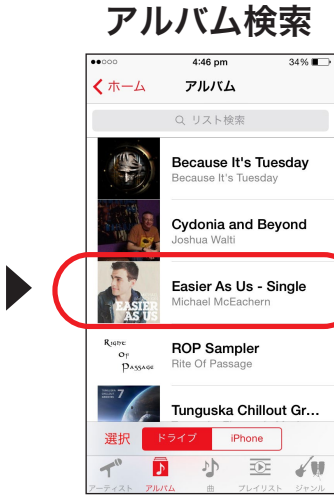 アルバム検索
4:46 pm
34%
ホーム
アルバム
リスト検索
Because It's Tuesday
Because It's Tuesday
Cydonia and Beyond
Joshua Walti
EASIER
AS US
Easier As Us - Single
Michael McEachern
Right
Of
Passage
ROP Sampler
Rite Of Passage
7
Tunguska Chillout Gr...
選択
ドライブ
iPhone
アーティスト
アルバム
曲
プレイリスト
ジャンル